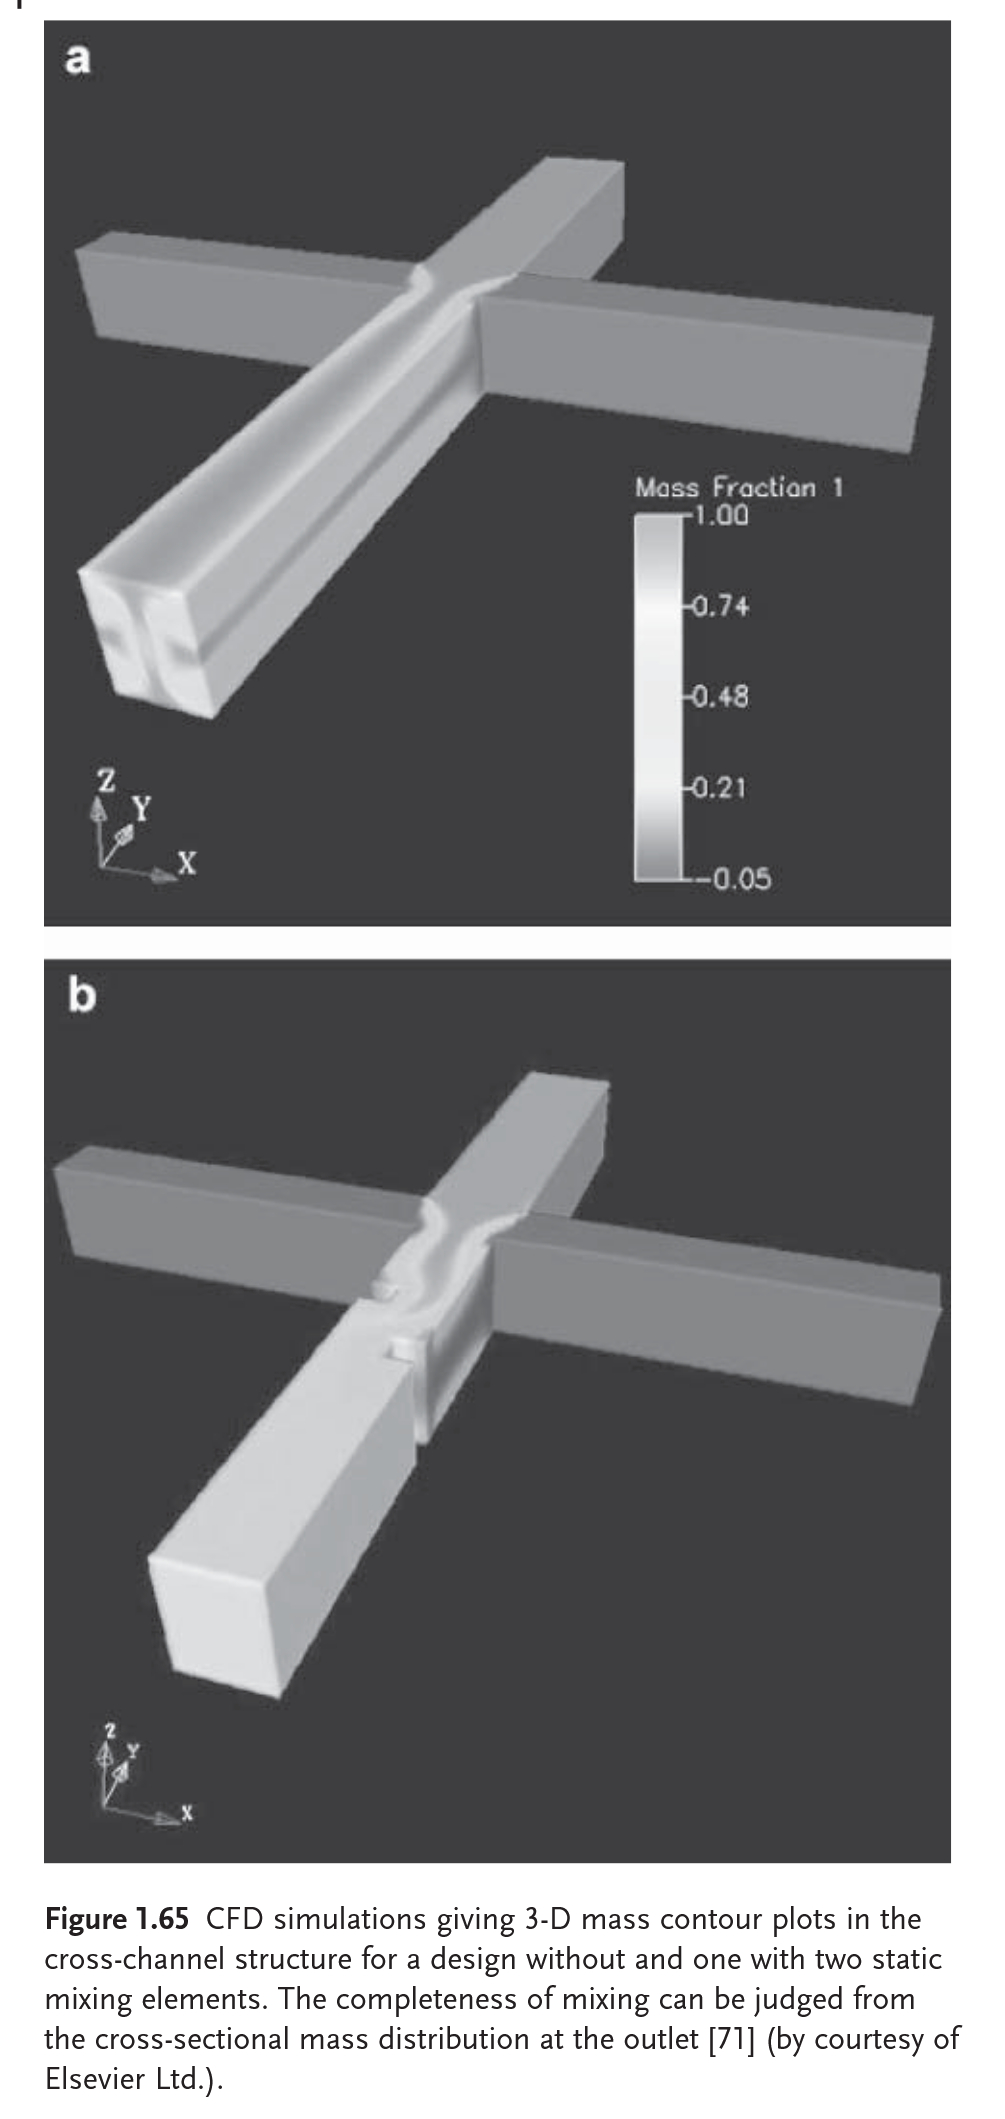 a
Mass Fraction 1
1.00
0.74
0.48
0.21
-0.05
Z
Y
X
b
Z
Y
X
Figure 1.65 CFD simulations giving 3-D mass contour plots in the
cross-channel structure for a design without and one with two static
mixing elements. The completeness of mixing can be judged from
the cross-sectional mass distribution at the outlet [71] (by courtesy of
Elsevier Ltd.).